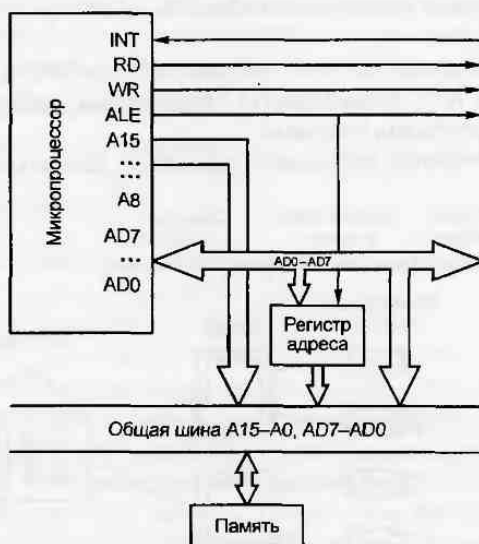 Микропроцессор
INT
RD
WR
ALE
A15
...
...
A8
AD7
...
AD0
AD0–AD7
Регистр
адреса
Общая шина A15–A0, AD7–AD0
Память